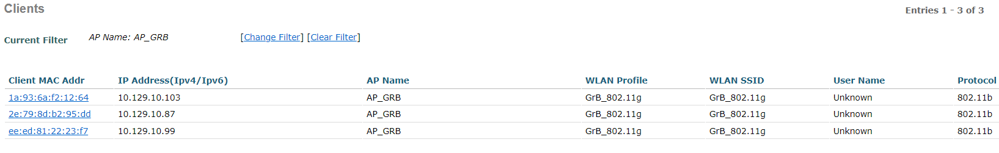 Clients
Entries 1 - 3 of 3
Current Filter AP Name: AP_GRB [Change Filter] [Clear Filter]
Client MAC Addr IP Address(Ipv4/Ipv6) AP Name WLAN Profile WLAN SSID User Name Protocol
1a:93:6a:f2:12:64 10.129.10.103 AP_GRB GrB_802.11g GrB_802.11g Unknown 802.11b
2e:79:8d:b2:95:dd 10.129.10.87 AP_GRB GrB_802.11g GrB_802.11g Unknown 802.11b
ee:ed:81:22:23:f7 10.129.10.99 AP_GRB GrB_802.11g GrB_802.11g Unknown 802.11b